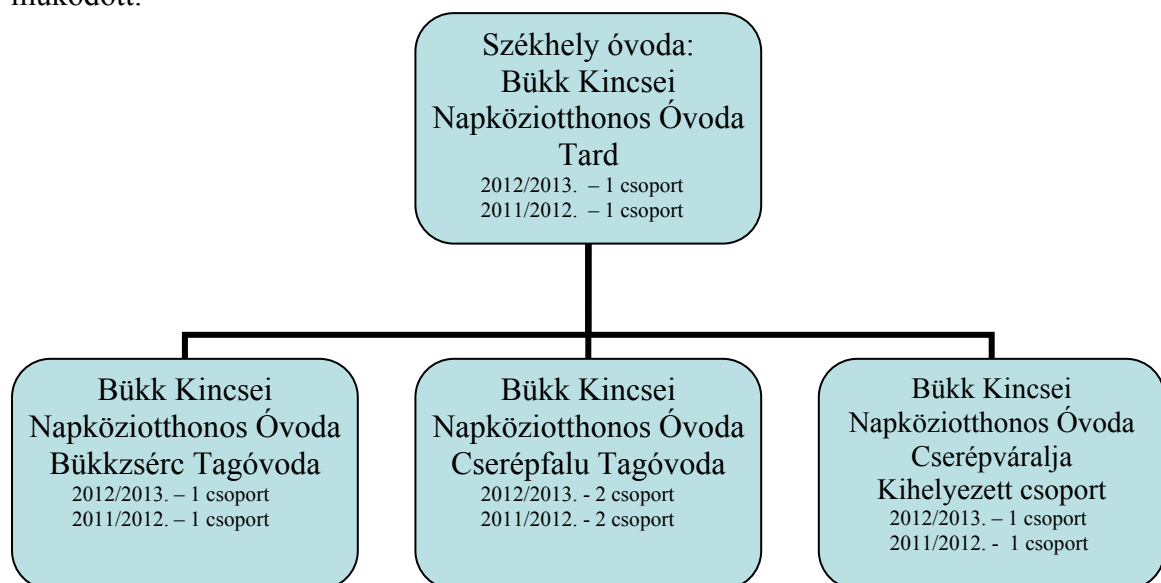 működött.
Székhely óvoda:
Bükk Kincsei
Napköziotthonos Óvoda
Tard
2012/2013. – 1 csoport
2011/2012. – 1 csoport
Bükk Kincsei
Napköziotthonos Óvoda
Bükkzsérc Tagóvoda
2012/2013. – 1 csoport
2011/2012. – 1 csoport
Bükk Kincsei
Napköziotthonos Óvoda
Cserépfalu Tagóvoda
2012/2013. - 2 csoport
2011/2012. - 2 csoport
Bükk Kincsei
Napköziotthonos Óvoda
Cserépváralja
Kihelyezett csoport
2012/2013. – 1 csoport
2011/2012. - 1 csoport